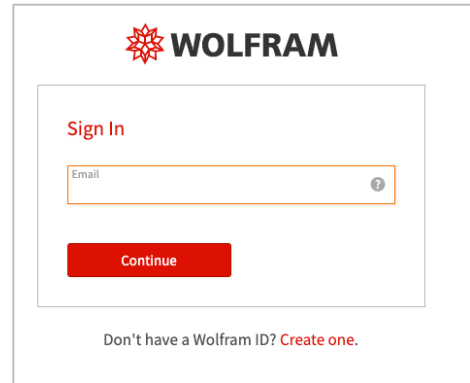 WOLFRAM
Sign In
Email
?
Continue
Don't have a Wolfram ID? Create one.